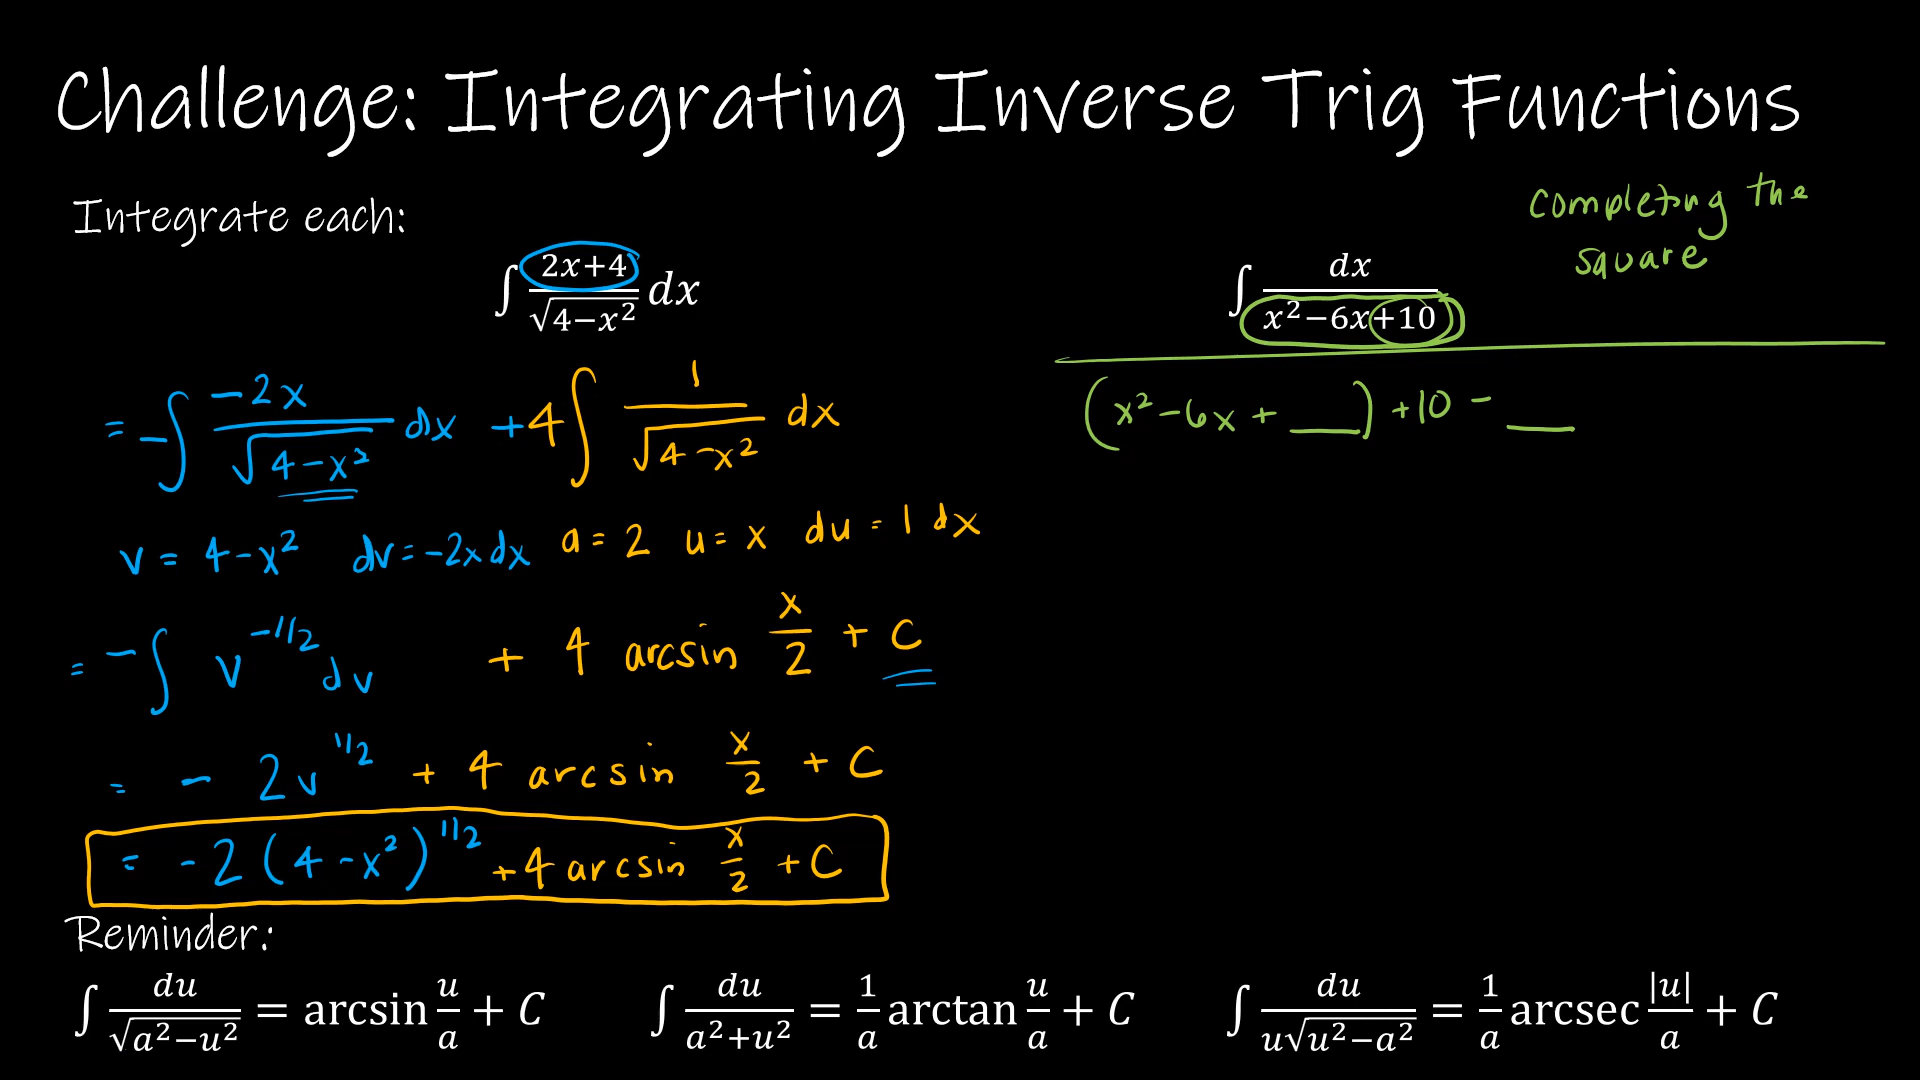 Challenge: Integrating Inverse Trig Functions
Integrate each:
∫ (2x+4)/√(4−x²) dx
= −∫ (−2x)/√(4−x²) dx + 4∫ 1/√(4−x²) dx
v = 4−x² dv = −2x dx a = 2 u = x du = 1 dx
= −∫ v^(−1/2) dv + 4 arcsin x/2 + C
= − 2v^(1/2) + 4 arcsin x/2 + C
= −2(4−x²)^(1/2) + 4 arcsin x/2 + C
completing the
square
∫ dx/(x²−6x+10)
(x² − 6x + __) + 10 − __
Reminder:
∫ du/√(a²−u²) = arcsin u/a + C
∫ du/(a²+u²) = 1/a arctan u/a + C
∫ du/(u√(u²−a²)) = 1/a arcsec |u|/a + C